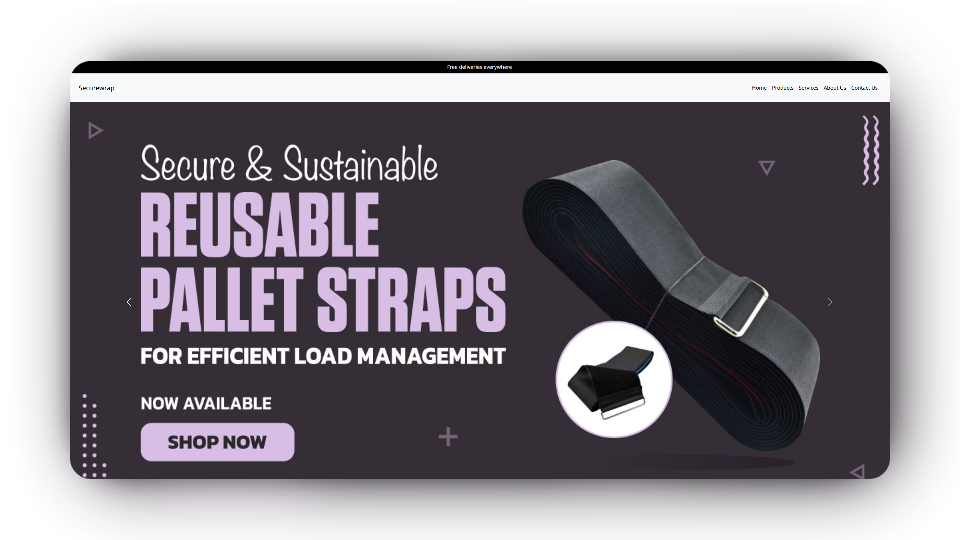 Free deliveries everywhere
Securewrap
Home Products Services About Us Contact Us
Secure & Sustainable
REUSABLE
PALLET STRAPS
FOR EFFICIENT LOAD MANAGEMENT
NOW AVAILABLE
SHOP NOW